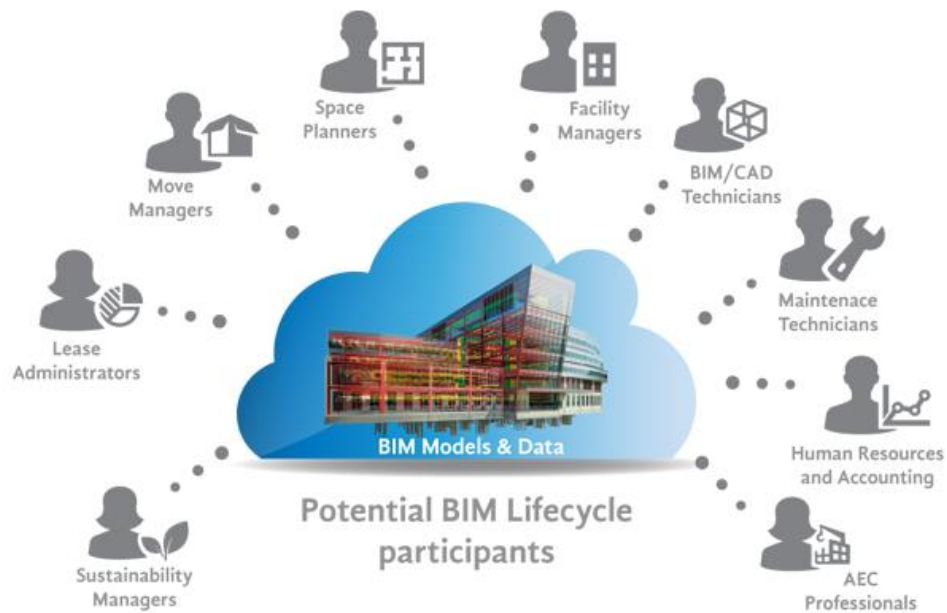 Space
Planners
Facility
Managers
Move
Managers
BIM/CAD
Technicians
Lease
Administrators
Maintenace
Technicians
BIM Models & Data
Human Resources
and Accounting
Potential BIM Lifecycle
participants
Sustainability
Managers
AEC
Professionals